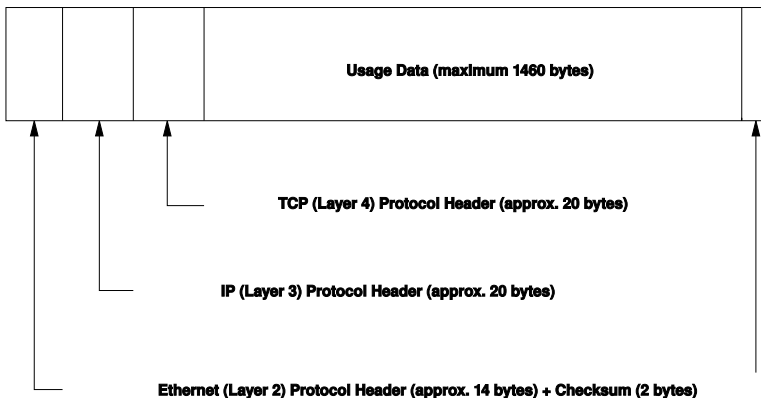 Usage Data (maximum 1460 bytes)
TCP (Layer 4) Protocol Header (approx. 20 bytes)
IP (Layer 3) Protocol Header (approx. 20 bytes)
Ethernet (Layer 2) Protocol Header (approx. 14 bytes) + Checksum (2 bytes)